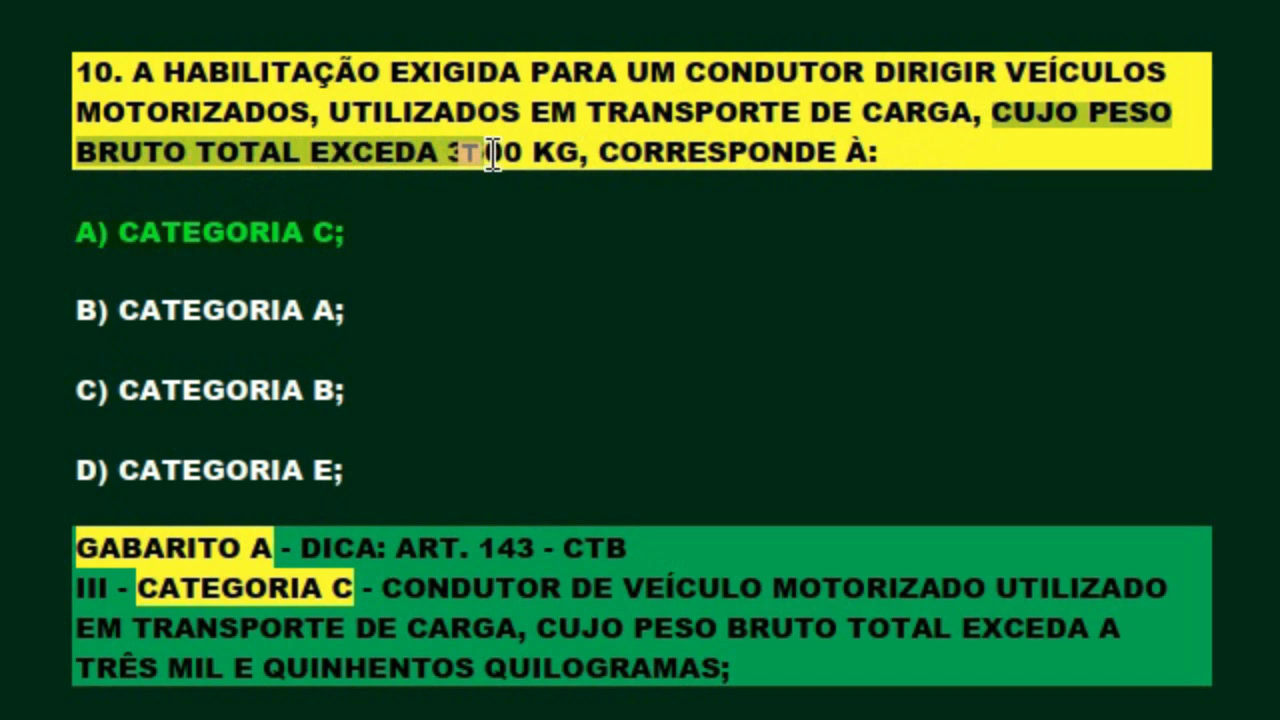 10. A HABILITAÇÃO EXIGIDA PARA UM CONDUTOR DIRIGIR VEÍCULOS
MOTORIZADOS, UTILIZADOS EM TRANSPORTE DE CARGA, CUJO PESO
BRUTO TOTAL EXCEDA KG, CORRESPONDE À:
A) CATEGORIA C;
B) CATEGORIA A;
C) CATEGORIA B;
D) CATEGORIA E;
GABARITO A - DICA: ART. 143 - CTB
III - CATEGORIA C - CONDUTOR DE VEÍCULO MOTORIZADO UTILIZADO
EM TRANSPORTE DE CARGA, CUJO PESO BRUTO TOTAL EXCEDA A
TRÊS MIL E QUINHENTOS QUILOGRAMAS;